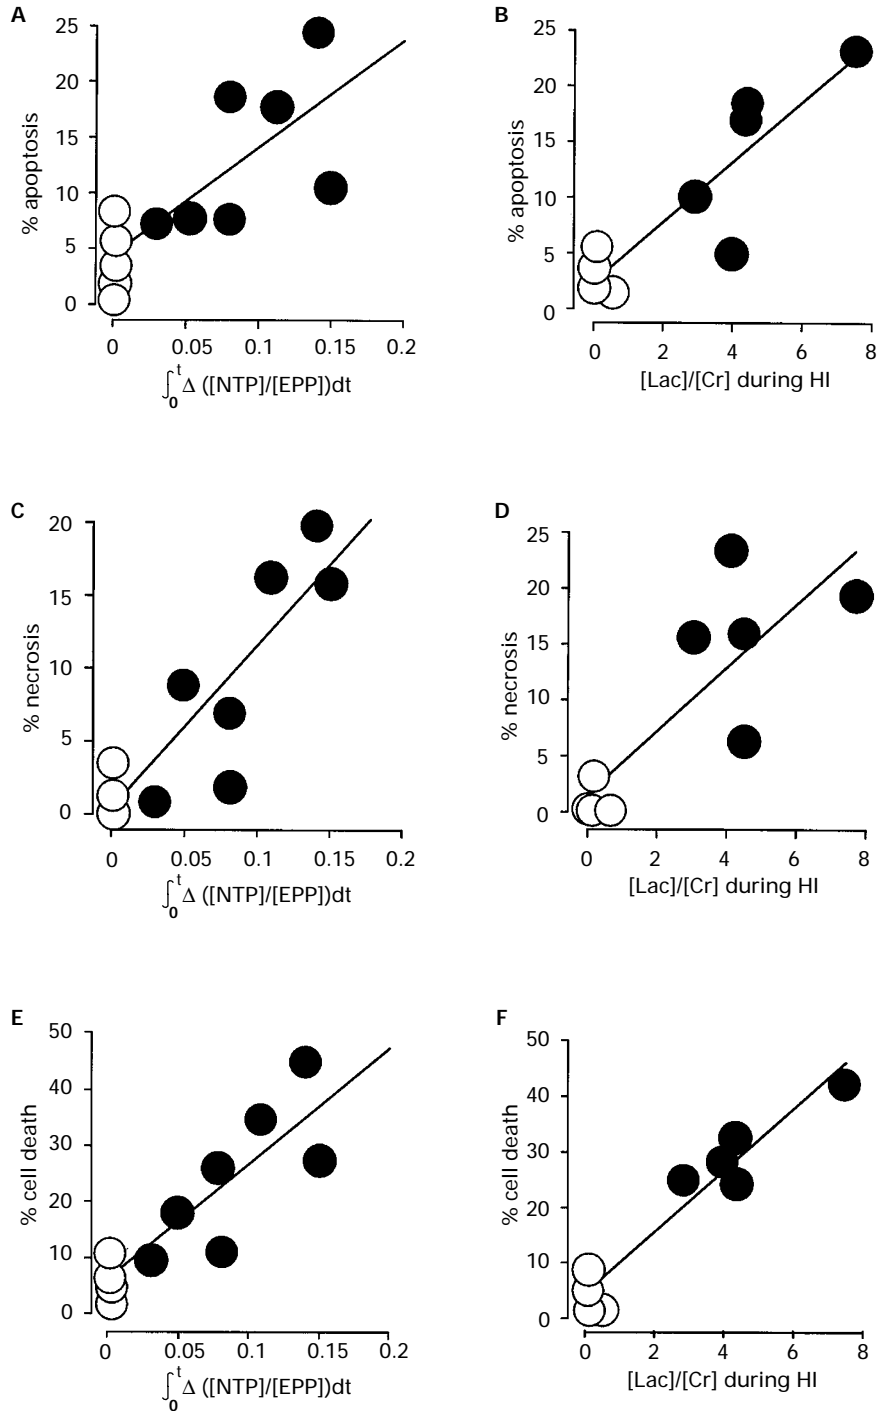 A
25
20
15
10
5
0
% apoptosis
0 0.05 0.1 0.15 0.2
∫₀ᵗ Δ ([NTP]/[EPP])dt
B
25
20
15
10
5
0
% apoptosis
0 2 4 6 8
[Lac]/[Cr] during HI
C
20
15
10
5
0
% necrosis
0 0.05 0.1 0.15 0.2
∫₀ᵗ Δ ([NTP]/[EPP])dt
D
25
20
15
10
5
0
% necrosis
0 2 4 6 8
[Lac]/[Cr] during HI
E
50
40
30
20
10
0
% cell death
0 0.05 0.1 0.15 0.2
∫₀ᵗ Δ ([NTP]/[EPP])dt
F
50
40
30
20
10
0
% cell death
0 2 4 6 8
[Lac]/[Cr] during HI